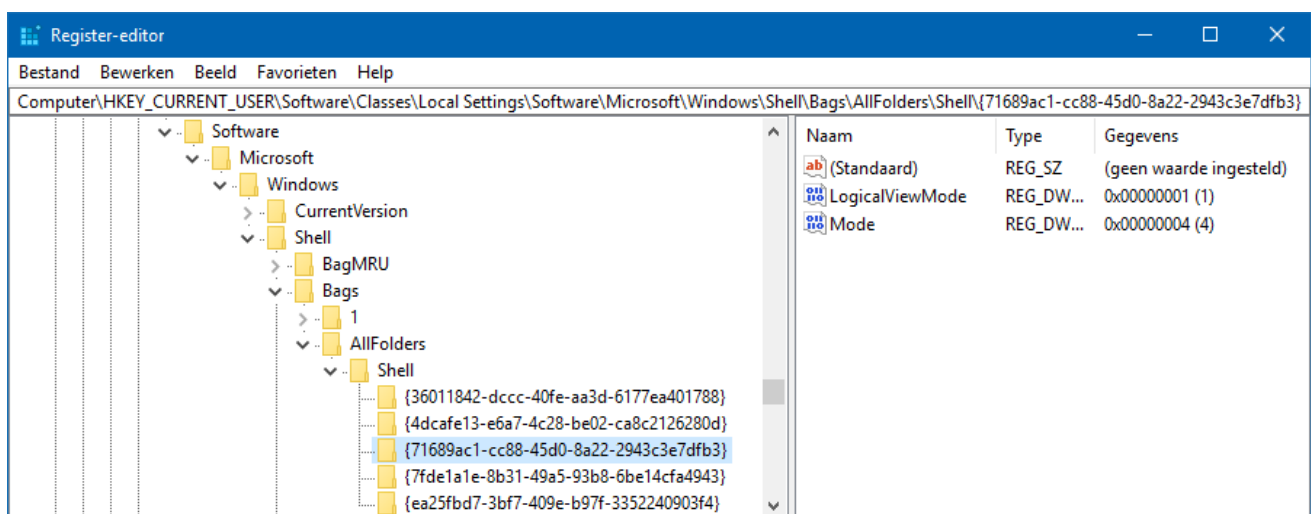 Register-editor
Bestand Bewerken Beeld Favorieten Help
Computer\HKEY_CURRENT_USER\Software\Classes\Local Settings\Software\Microsoft\Windows\Shell\Bags\AllFolders\Shell\{71689ac1-cc88-45d0-8a22-2943c3e7dfb3}
Software
Microsoft
Windows
CurrentVersion
Shell
BagMRU
Bags
1
AllFolders
Shell
{36011842-dccc-40fe-aa3d-6177ea401788}
{4dcafe13-e6a7-4c28-be02-ca8c2126280d}
{71689ac1-cc88-45d0-8a22-2943c3e7dfb3}
{7fde1a1e-8b31-49a5-93b8-6be14cfa4943}
{ea25fbd7-3bf7-409e-b97f-3352240903f4}
Naam Type Gegevens
(Standaard) REG_SZ (geen waarde ingesteld)
LogicalViewMode REG_DW... 0x00000001 (1)
Mode REG_DW... 0x00000004 (4)